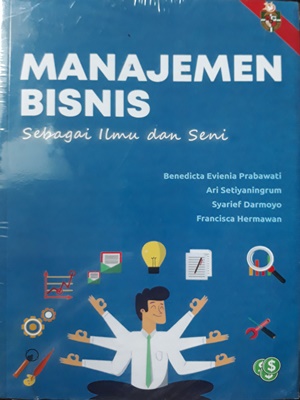 MANAJEMEN
BISNIS
Sebagai Ilmu dan Seni
Benedicta Evienia Prabawati
Ari Setiyaningrum
Syarief Darmoyo
Francisca Hermawan